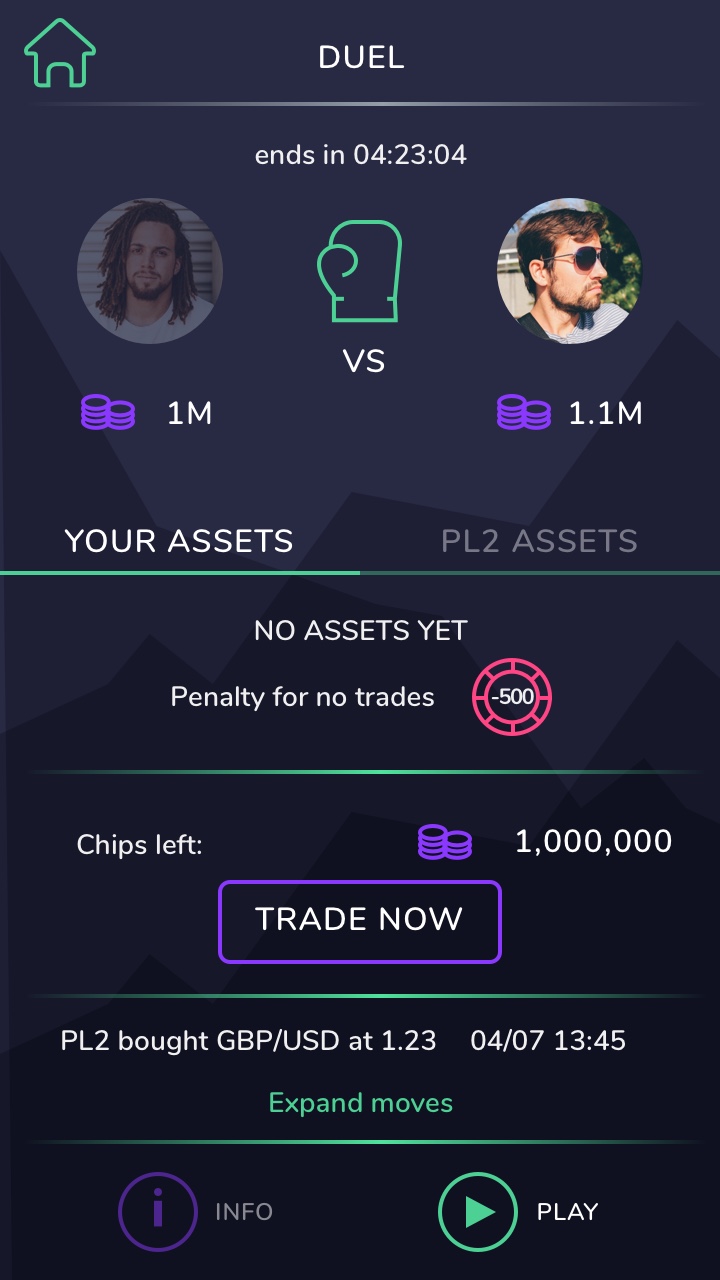 DUEL
ends in 04:23:04
VS
1M
1.1M
YOUR ASSETS
PL2 ASSETS
NO ASSETS YET
Penalty for no trades
-500
Chips left:
1,000,000
TRADE NOW
PL2 bought GBP/USD at 1.23 04/07 13:45
Expand moves
i
INFO
PLAY